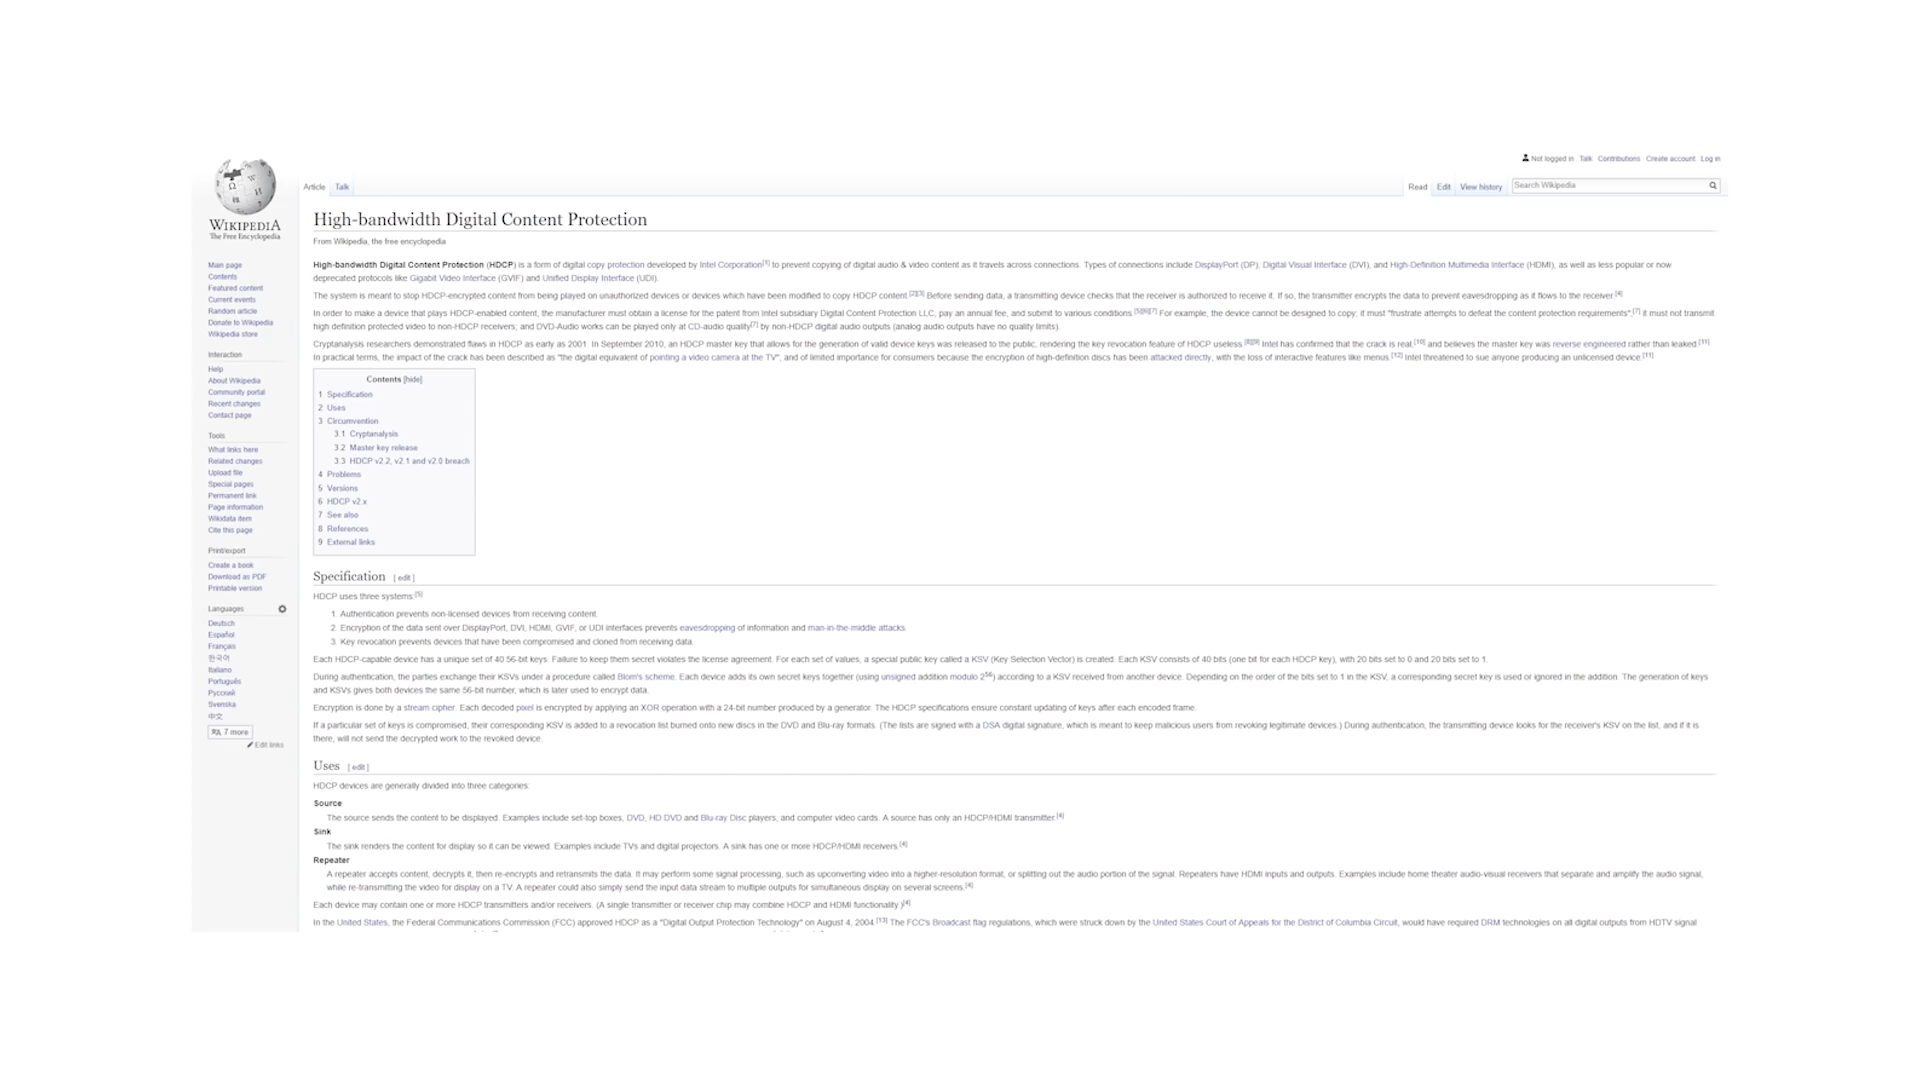 Not logged in Talk Contributions Create account Log in
Article Talk
Read Edit View history Search Wikipedia
WIKIPEDIA
The Free Encyclopedia
Main page
Contents
Featured content
Current events
Random article
Donate to Wikipedia
Wikipedia store
Interaction
Help
About Wikipedia
Community portal
Recent changes
Contact page
Tools
What links here
Related changes
Upload file
Special pages
Permanent link
Page information
Wikidata item
Cite this page
Print/export
Create a book
Download as PDF
Printable version
Languages
Deutsch
Español
Français
한국어
Italiano
Português
Русский
Svenska
中文
7 more
Edit links
High-bandwidth Digital Content Protection
From Wikipedia, the free encyclopedia
High-bandwidth Digital Content Protection (HDCP) is a form of digital copy protection developed by Intel Corporation[1] to prevent copying of digital audio & video content as it travels across connections. Types of connections include DisplayPort (DP), Digital Visual Interface (DVI), and High-Definition Multimedia Interface (HDMI), as well as less popular or now
deprecated protocols like Gigabit Video Interface (GVIF) and Unified Display Interface (UDI).
The system is meant to stop HDCP-encrypted content from being played on unauthorized devices or devices which have been modified to copy HDCP content.[2][3] Before sending data, a transmitting device checks that the receiver is authorized to receive it. If so, the transmitter encrypts the data to prevent eavesdropping as it flows to the receiver.[4]
In order to make a device that plays HDCP-enabled content, the manufacturer must obtain a license for the patent from Intel subsidiary Digital Content Protection LLC, pay an annual fee, and submit to various conditions.[5][6][7] For example, the device cannot be designed to copy; it must "frustrate attempts to defeat the content protection requirements";[7] it must not transmit
high definition protected video to non-HDCP receivers; and DVD-Audio works can be played only at CD-audio quality[7] by non-HDCP digital audio outputs (analog audio outputs have no quality limits).
Cryptanalysis researchers demonstrated flaws in HDCP as early as 2001. In September 2010, an HDCP master key that allows for the generation of valid device keys was released to the public, rendering the key revocation feature of HDCP useless.[8][9] Intel has confirmed that the crack is real,[10] and believes the master key was reverse engineered rather than leaked.[11]
In practical terms, the impact of the crack has been described as "the digital equivalent of pointing a video camera at the TV", and of limited importance for consumers because the encryption of high-definition discs has been attacked directly, with the loss of interactive features like menus.[12] Intel threatened to sue anyone producing an unlicensed device.[11]
Contents [hide]
1 Specification
2 Uses
3 Circumvention
3.1 Cryptanalysis
3.2 Master key release
3.3 HDCP v2.2, v2.1 and v2.0 breach
4 Problems
5 Versions
6 HDCP v2.x
7 See also
8 References
9 External links
Specification [ edit ]
HDCP uses three systems:[5]
1. Authentication prevents non-licensed devices from receiving content.
2. Encryption of the data sent over DisplayPort, DVI, HDMI, GVIF, or UDI interfaces prevents eavesdropping of information and man-in-the-middle attacks.
3. Key revocation prevents devices that have been compromised and cloned from receiving data.
Each HDCP-capable device has a unique set of 40 56-bit keys. Failure to keep them secret violates the license agreement. For each set of values, a special public key called a KSV (Key Selection Vector) is created. Each KSV consists of 40 bits (one bit for each HDCP key), with 20 bits set to 0 and 20 bits set to 1.
During authentication, the parties exchange their KSVs under a procedure called Blom's scheme. Each device adds its own secret keys together (using unsigned addition modulo 2⁵⁶) according to a KSV received from another device. Depending on the order of the bits set to 1 in the KSV, a corresponding secret key is used or ignored in the addition. The generation of keys
and KSVs gives both devices the same 56-bit number, which is later used to encrypt data.
Encryption is done by a stream cipher. Each decoded pixel is encrypted by applying an XOR operation with a 24-bit number produced by a generator. The HDCP specifications ensure constant updating of keys after each encoded frame.
If a particular set of keys is compromised, their corresponding KSV is added to a revocation list burned onto new discs in the DVD and Blu-ray formats. (The lists are signed with a DSA digital signature, which is meant to keep malicious users from revoking legitimate devices.) During authentication, the transmitting device looks for the receiver's KSV on the list, and if it is
there, will not send the decrypted work to the revoked device.
Uses [ edit ]
HDCP devices are generally divided into three categories:
Source
The source sends the content to be displayed. Examples include set-top boxes, DVD, HD DVD and Blu-ray Disc players, and computer video cards. A source has only an HDCP/HDMI transmitter.[4]
Sink
The sink renders the content for display so it can be viewed. Examples include TVs and digital projectors. A sink has one or more HDCP/HDMI receivers.[4]
Repeater
A repeater accepts content, decrypts it, then re-encrypts and retransmits the data. It may perform some signal processing, such as upconverting video into a higher-resolution format, or splitting out the audio portion of the signal. Repeaters have HDMI inputs and outputs. Examples include home theater audio-visual receivers that separate and amplify the audio signal,
while re-transmitting the video for display on a TV. A repeater could also simply send the input data stream to multiple outputs for simultaneous display on several screens.[4]
Each device may contain one or more HDCP transmitters and/or receivers. (A single transmitter or receiver chip may combine HDCP and HDMI functionality.)[4]
In the United States, the Federal Communications Commission (FCC) approved HDCP as a "Digital Output Protection Technology" on August 4, 2004.[13] The FCC's Broadcast flag regulations, which were struck down by the United States Court of Appeals for the District of Columbia Circuit, would have required DRM technologies on all digital outputs from HDTV signal